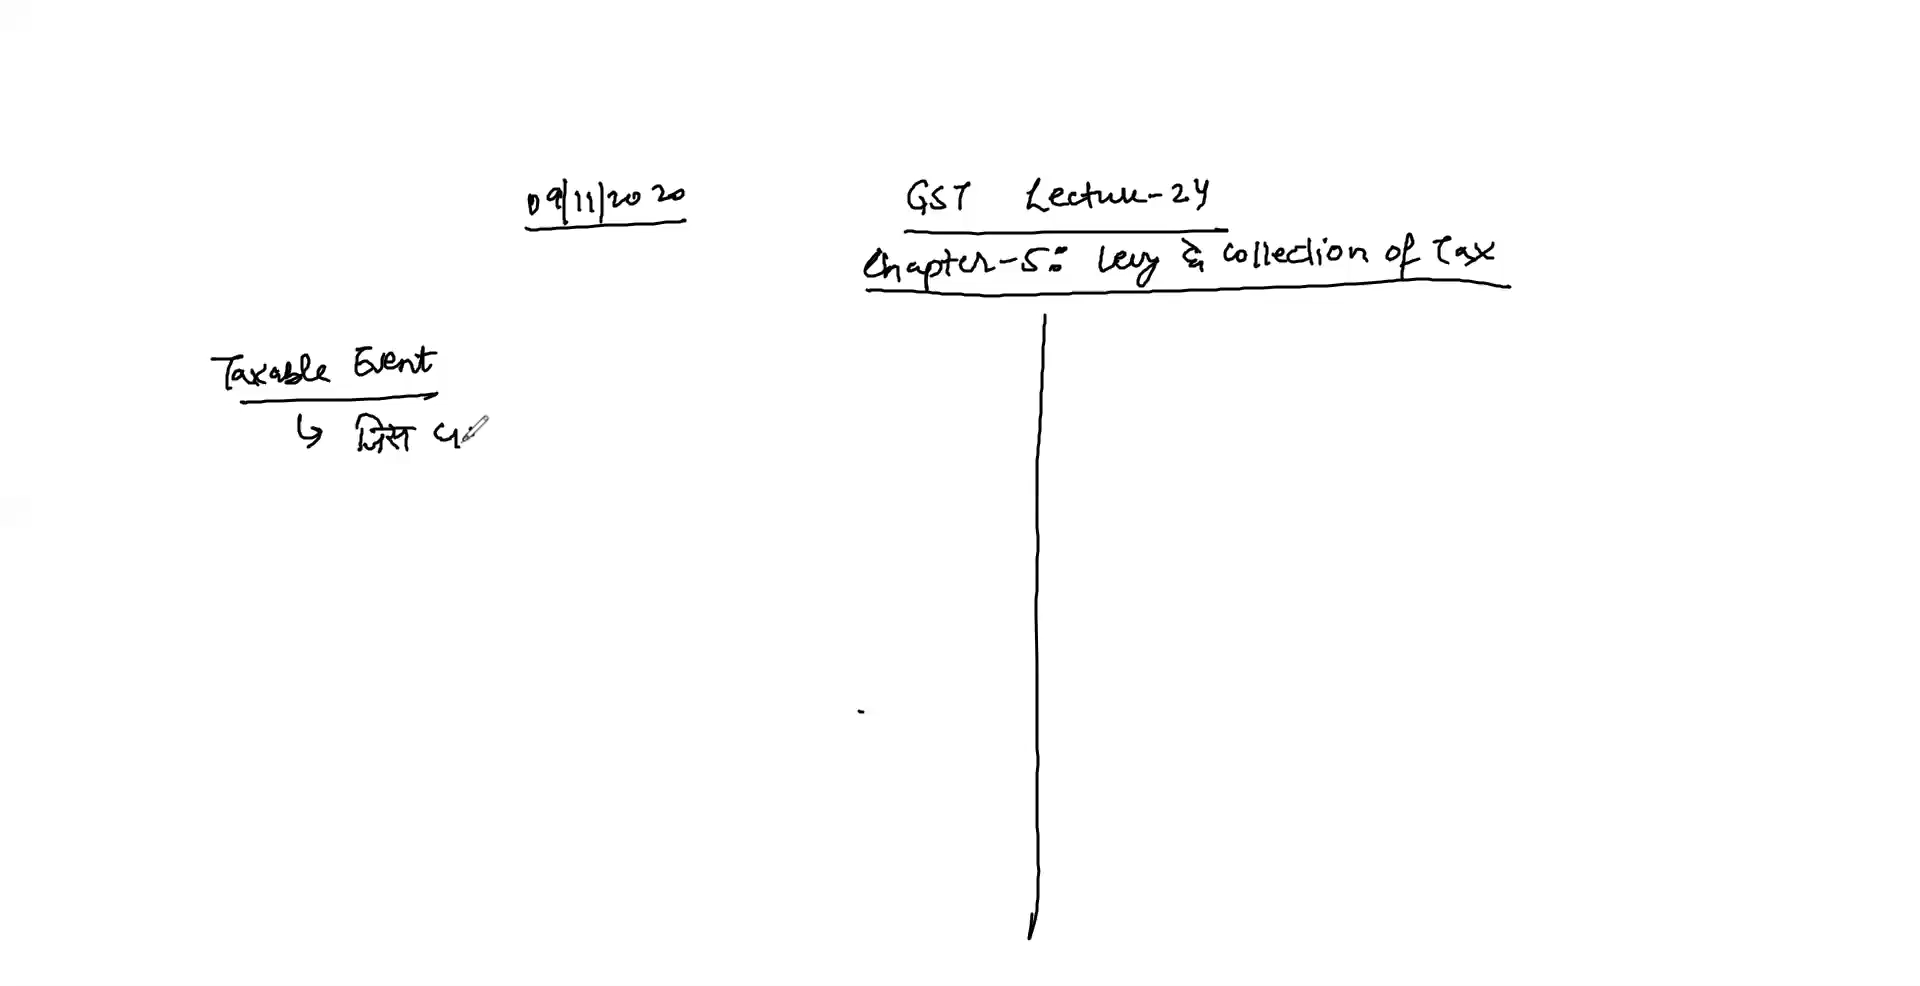 09/11/2020
GST Lecture-24
Chapter-5: Levy & Collection of Tax
Taxable Event
↳ जिस